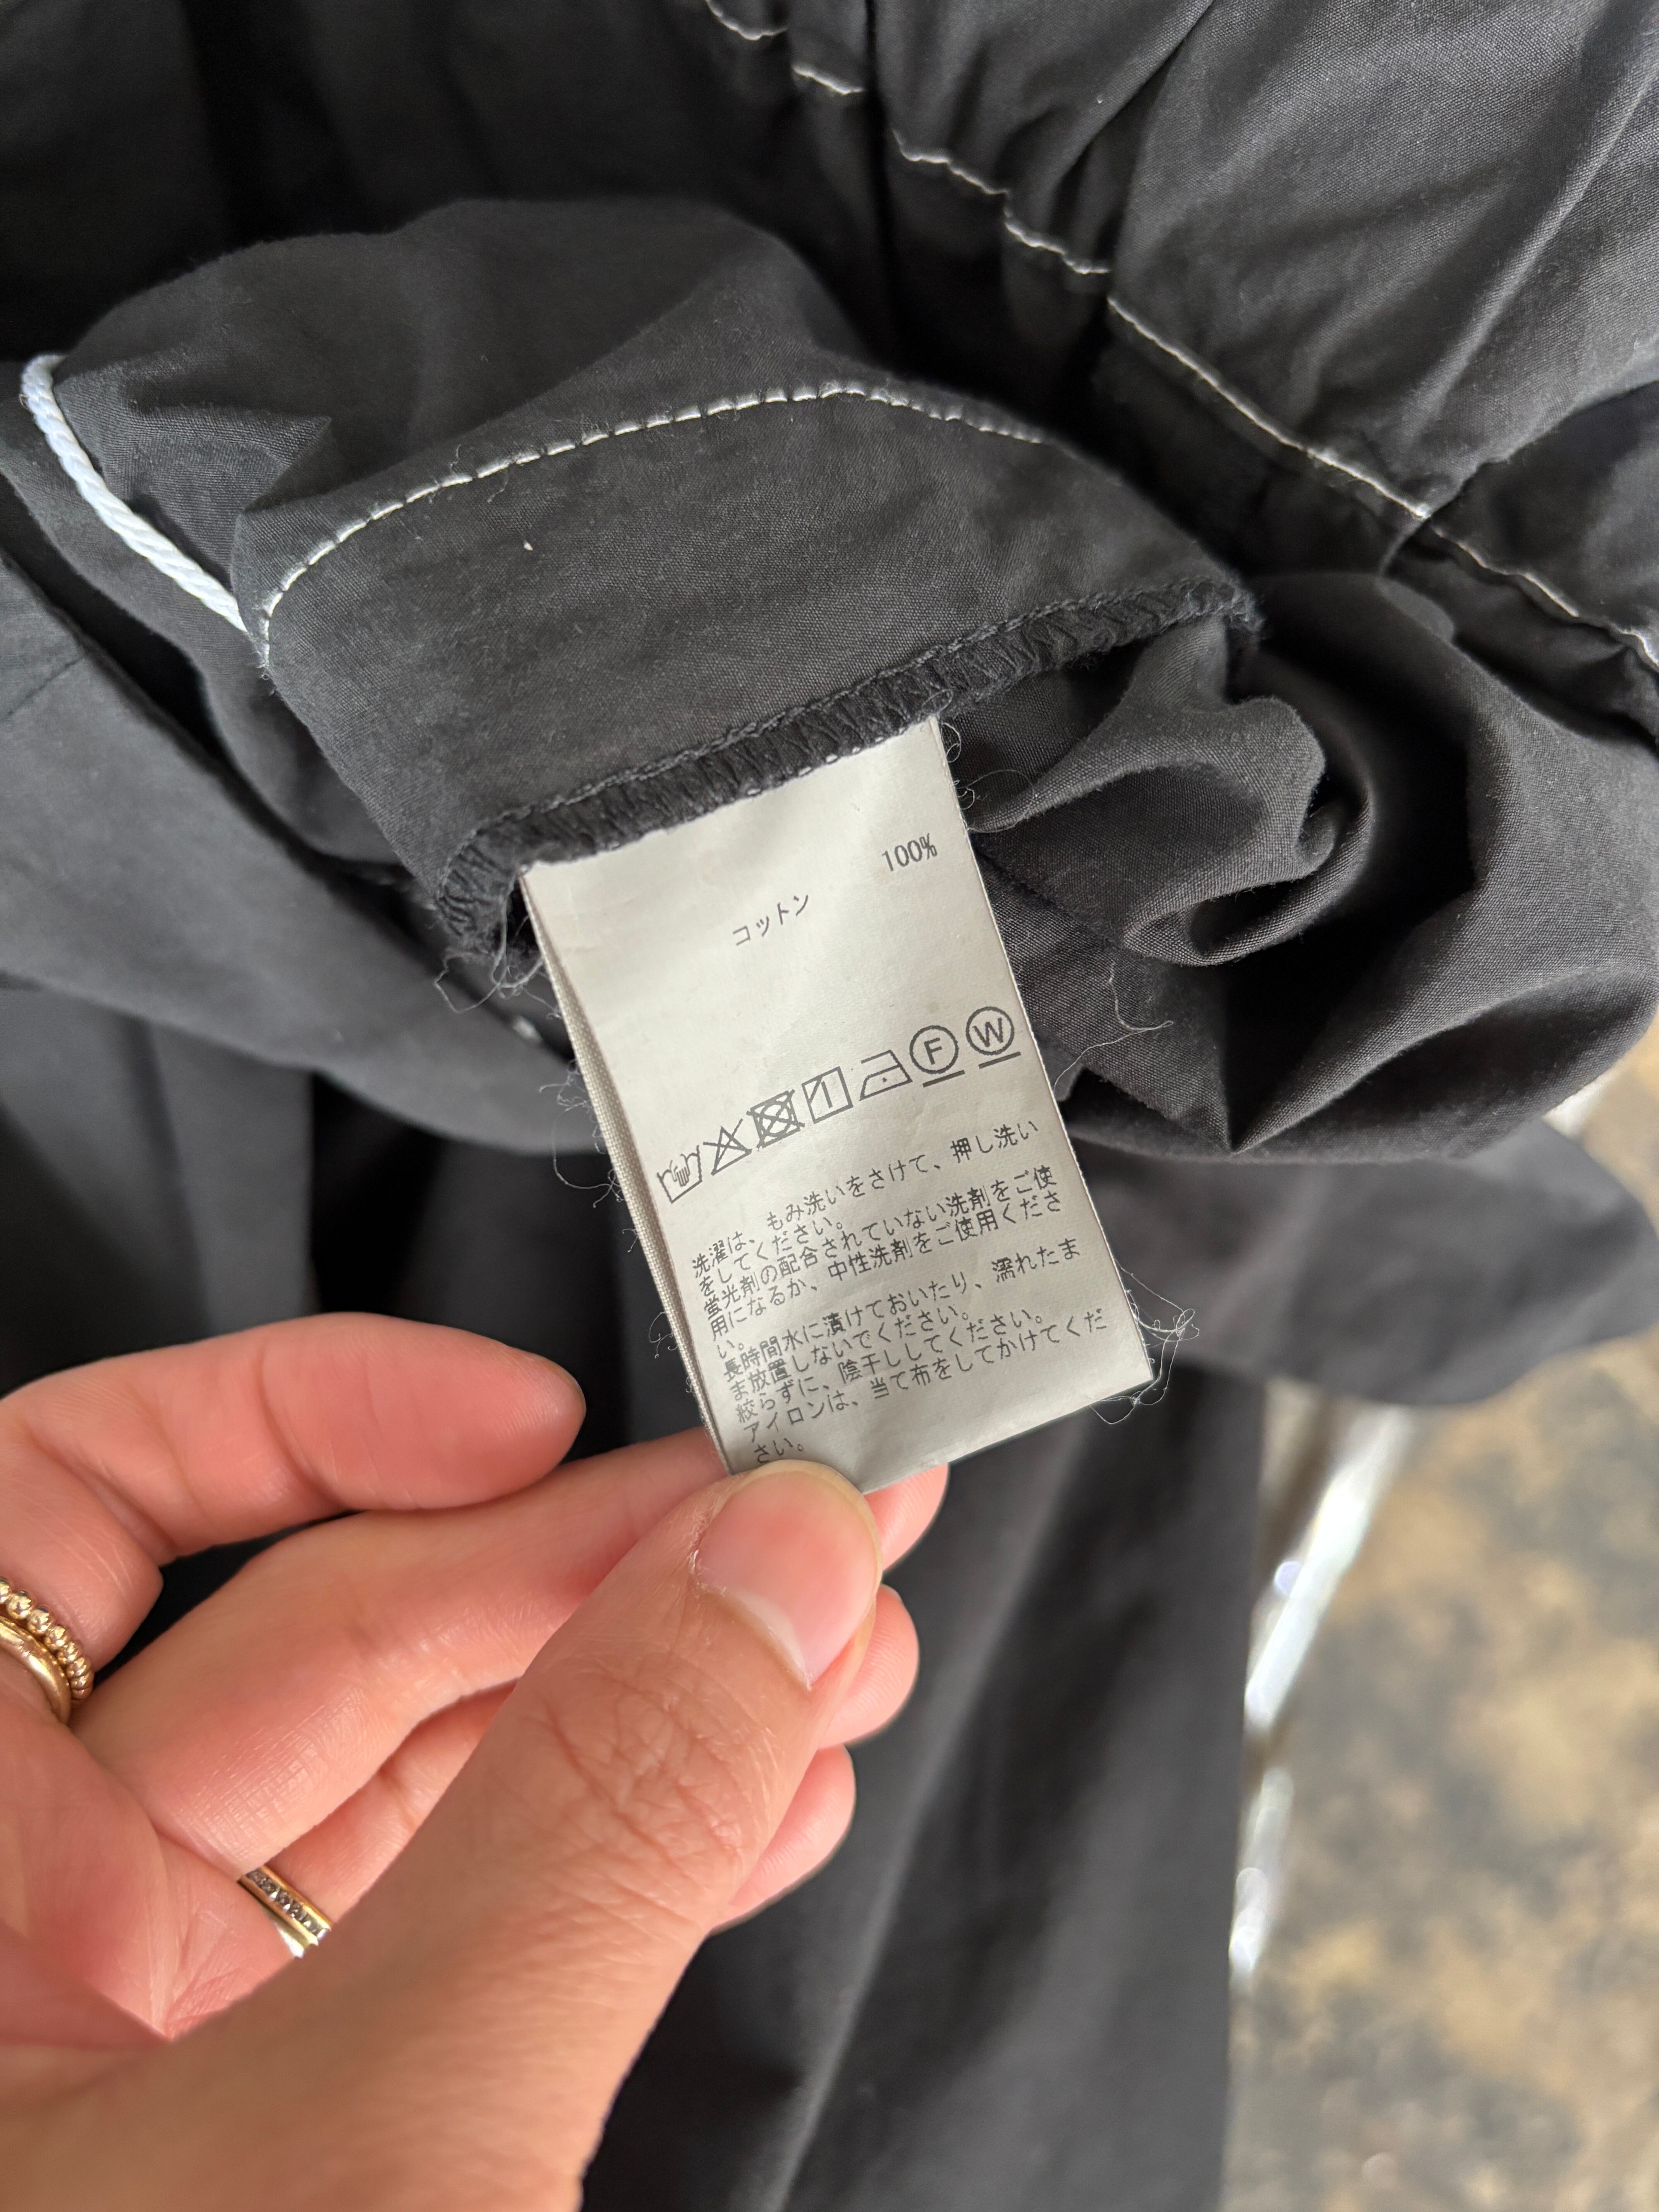 コットン 100%
F W
洗濯は、もみ洗いをさけて、押し洗い
をしてください。
蛍光剤の配合されていない洗剤をご使
用になるか、中性洗剤をご使用くださ
い。
長時間水に漬けておいたり、濡れたま
ま放置しないでください。
絞らずに、陰干ししてください。
アイロンは、当て布をしてかけてくだ
さい。